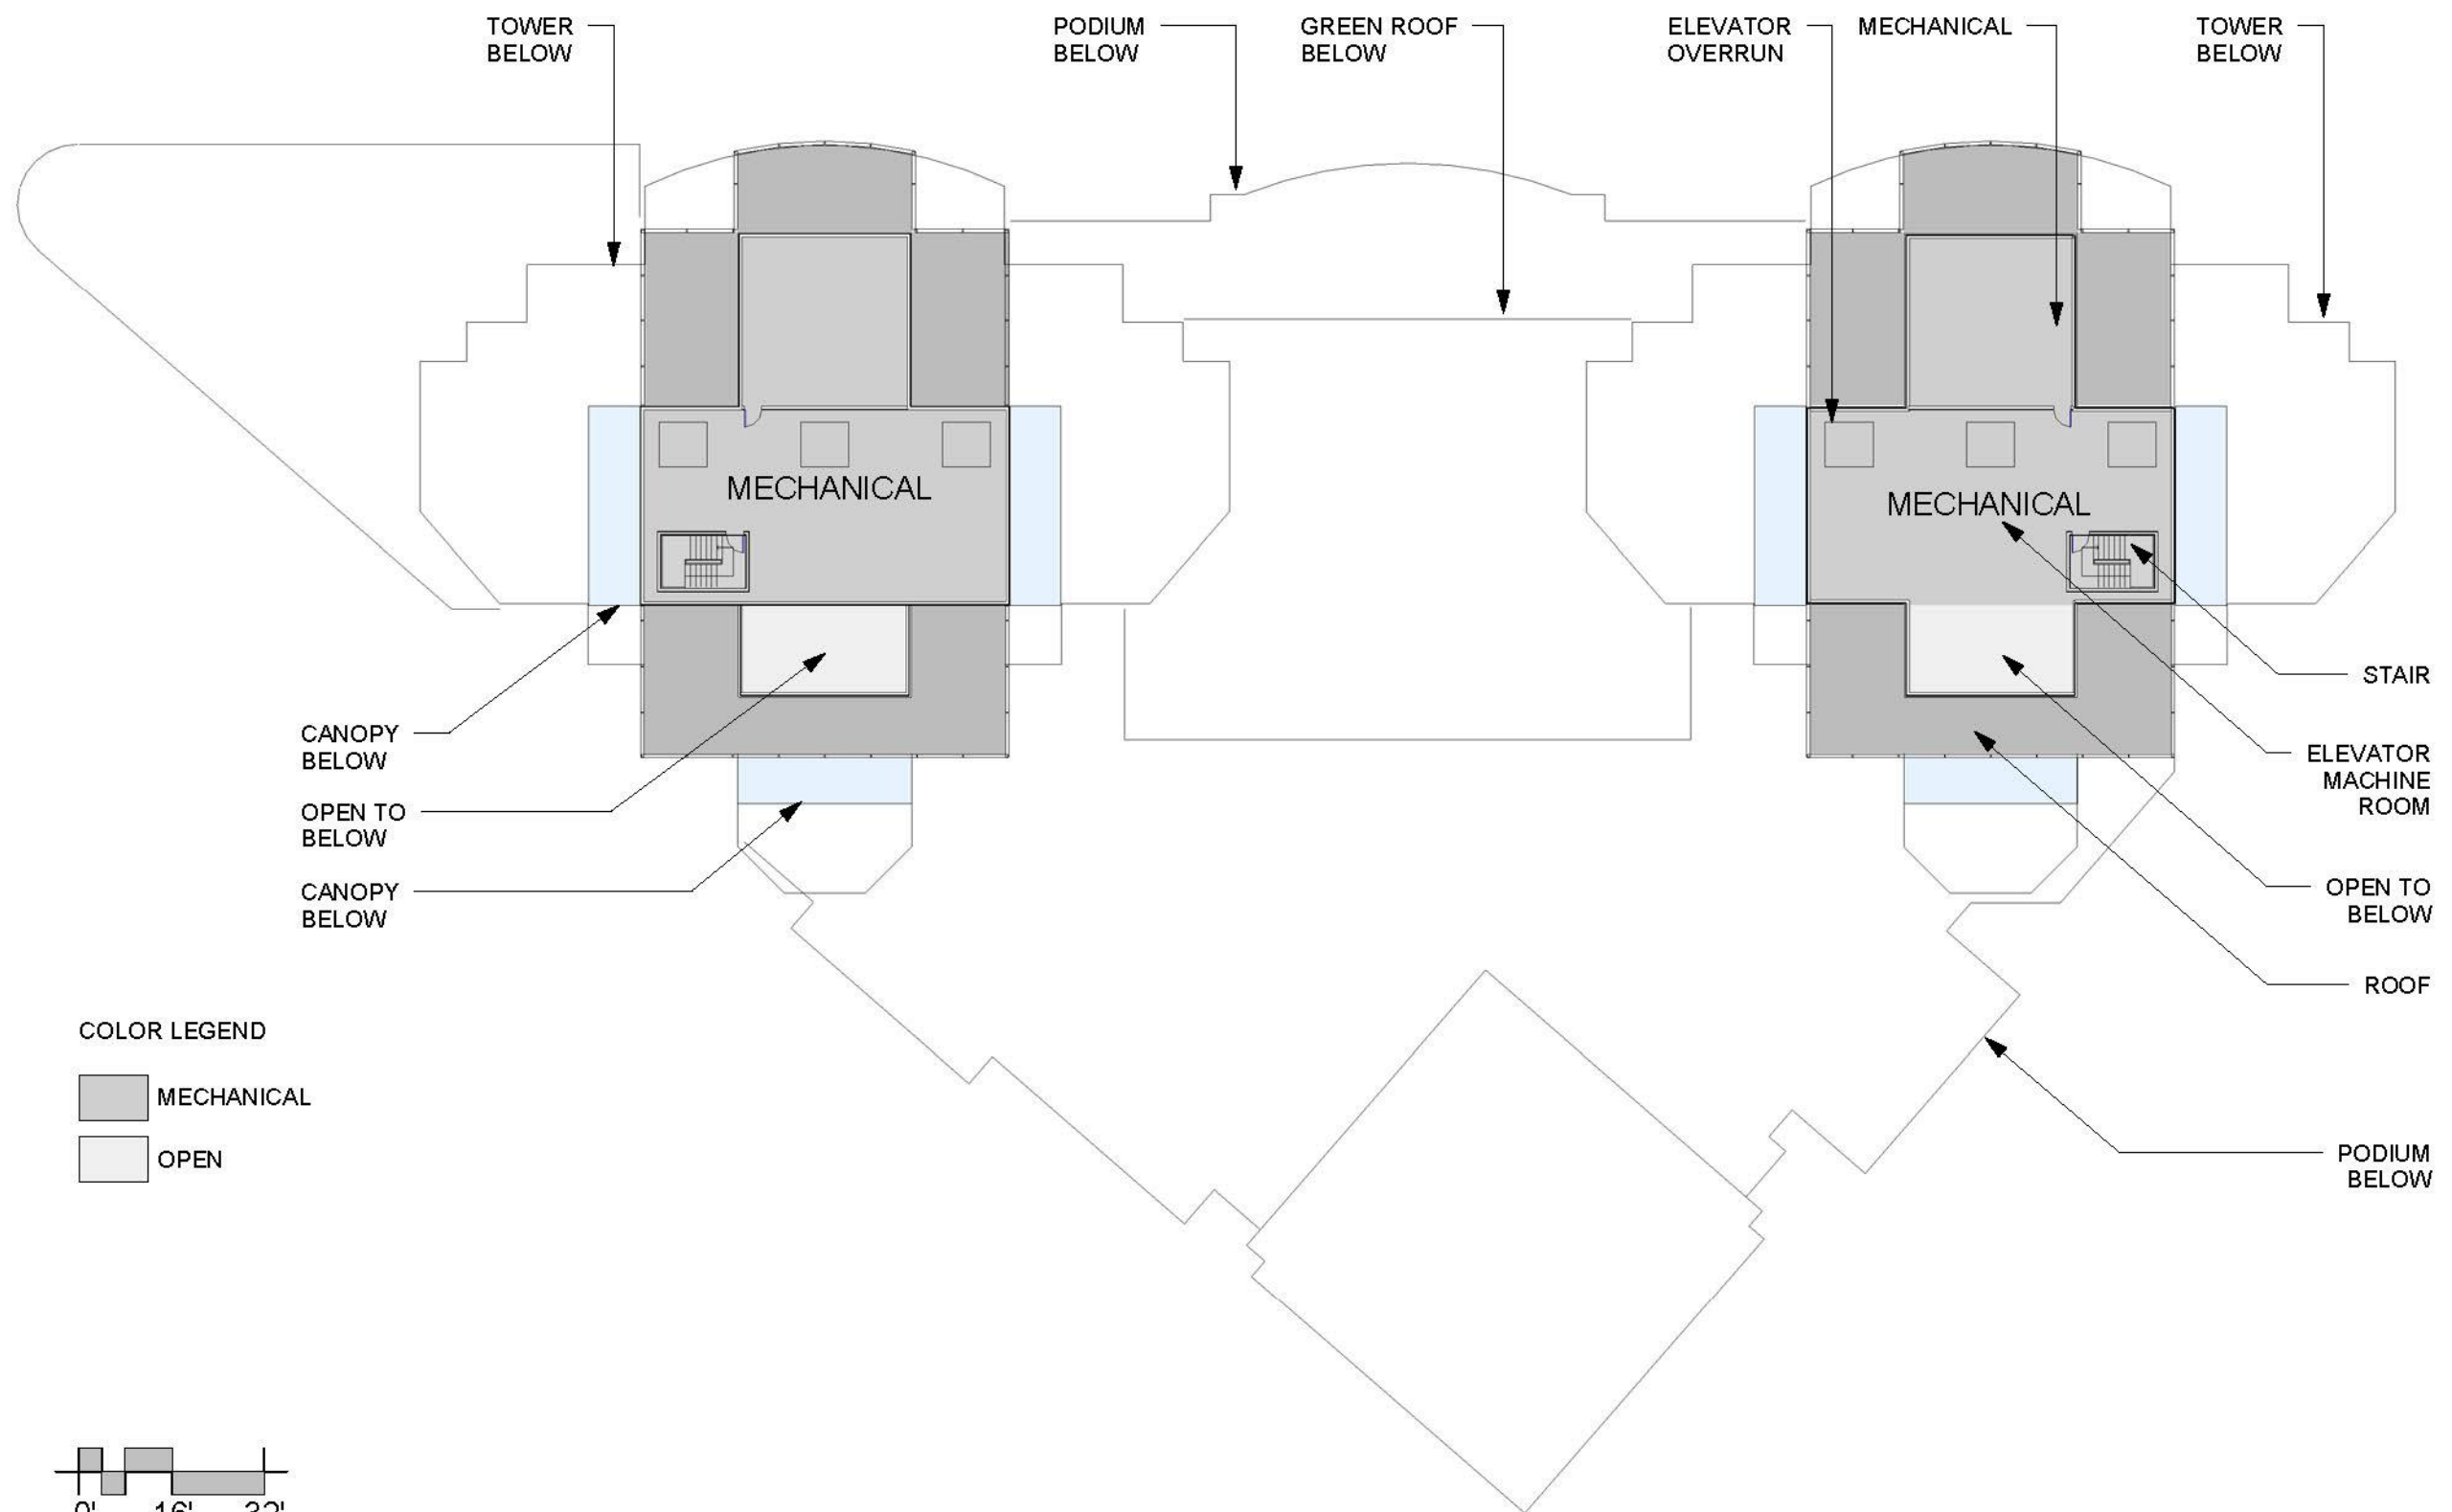 TOWER
BELOW
PODIUM
BELOW
GREEN ROOF
BELOW
ELEVATOR
OVERRUN
MECHANICAL
TOWER
BELOW
MECHANICAL
MECHANICAL
STAIR
CANOPY
BELOW
ELEVATOR
MACHINE
ROOM
OPEN TO
BELOW
CANOPY
BELOW
OPEN TO
BELOW
ROOF
COLOR LEGEND
MECHANICAL
OPEN
PODIUM
BELOW
0' 16' 32'